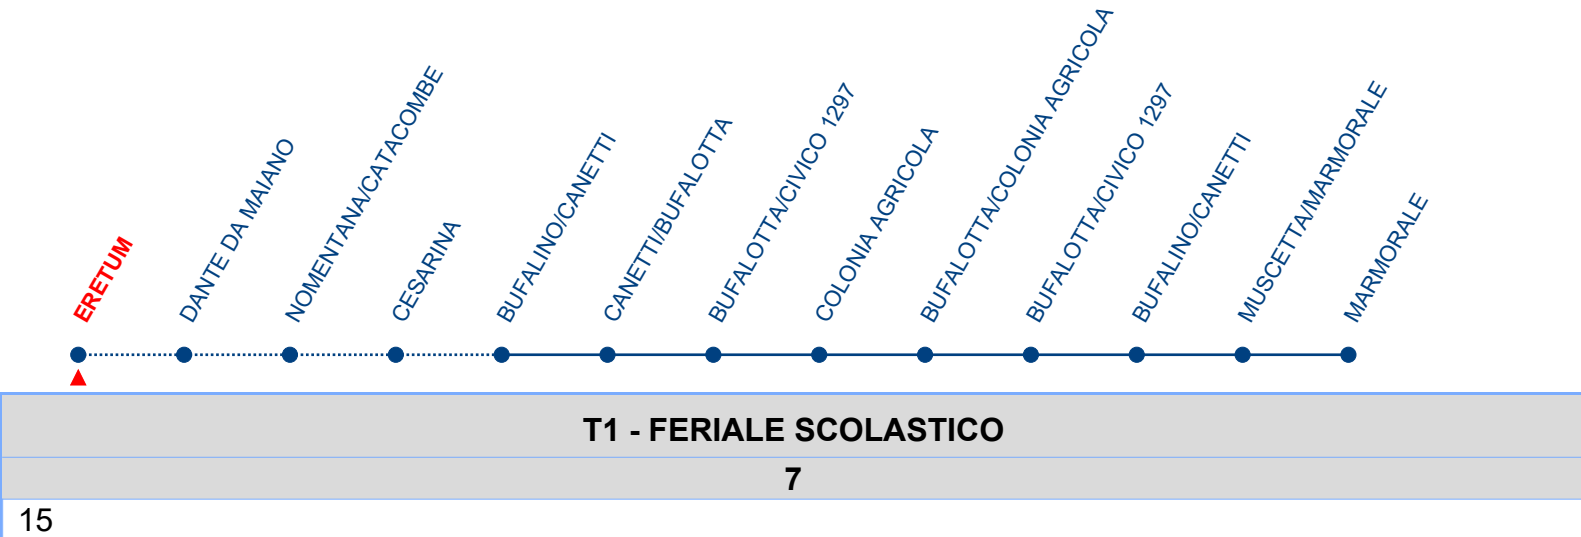 ERETUM
DANTE DA MAIANO
NOMENTANA/CATACOMBE
CESARINA
BUFALINO/CANETTI
CANETTI/BUFALOTTA
BUFALOTTA/CIVICO 1297
COLONIA AGRICOLA
BUFALOTTA/COLONIA AGRICOLA
BUFALOTTA/CIVICO 1297
BUFALINO/CANETTI
MUSCETTA/MARMORALE
MARMORALE
T1 - FERIALE SCOLASTICO
7
15